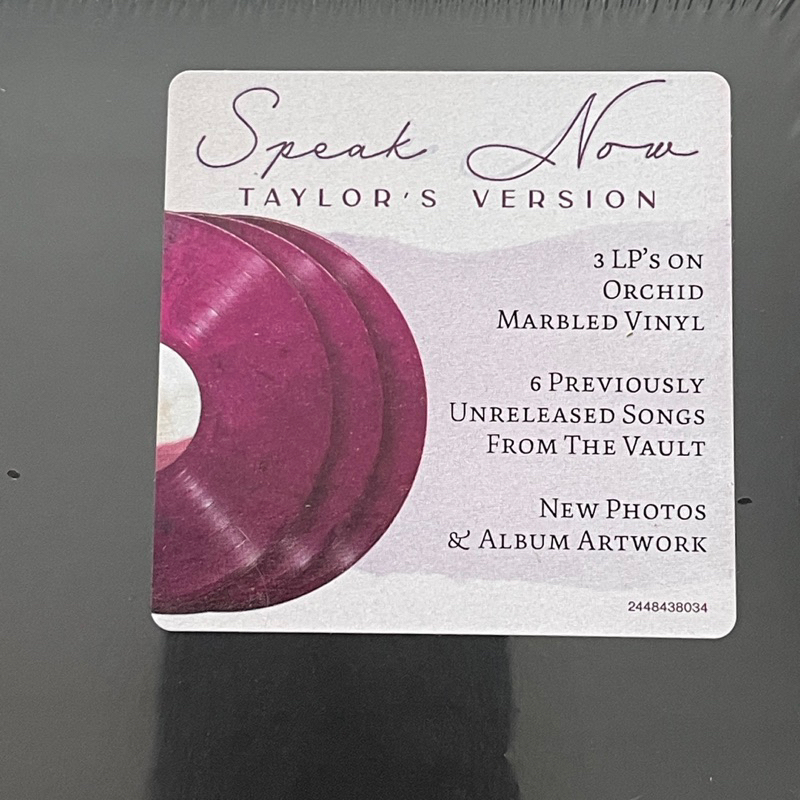 Speak Now
TAYLOR'S VERSION
3 LP'S ON
ORCHID
MARBLED VINYL
6 PREVIOUSLY
UNRELEASED SONGS
FROM THE VAULT
NEW PHOTOS
& ALBUM ARTWORK
2448438034